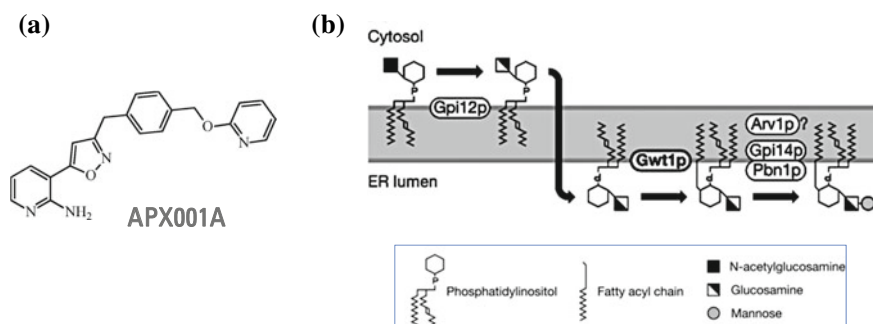 (a)
N
O
N
O
N
NH₂
APX001A
(b)
Cytosol
P
P
Gpi12p
ER lumen
Gwt1p
Arv1p?
Gpi14p
Pbn1p
P
P
P
P
Phosphatidylinositol
Fatty acyl chain
N-acetylglucosamine
Glucosamine
Mannose